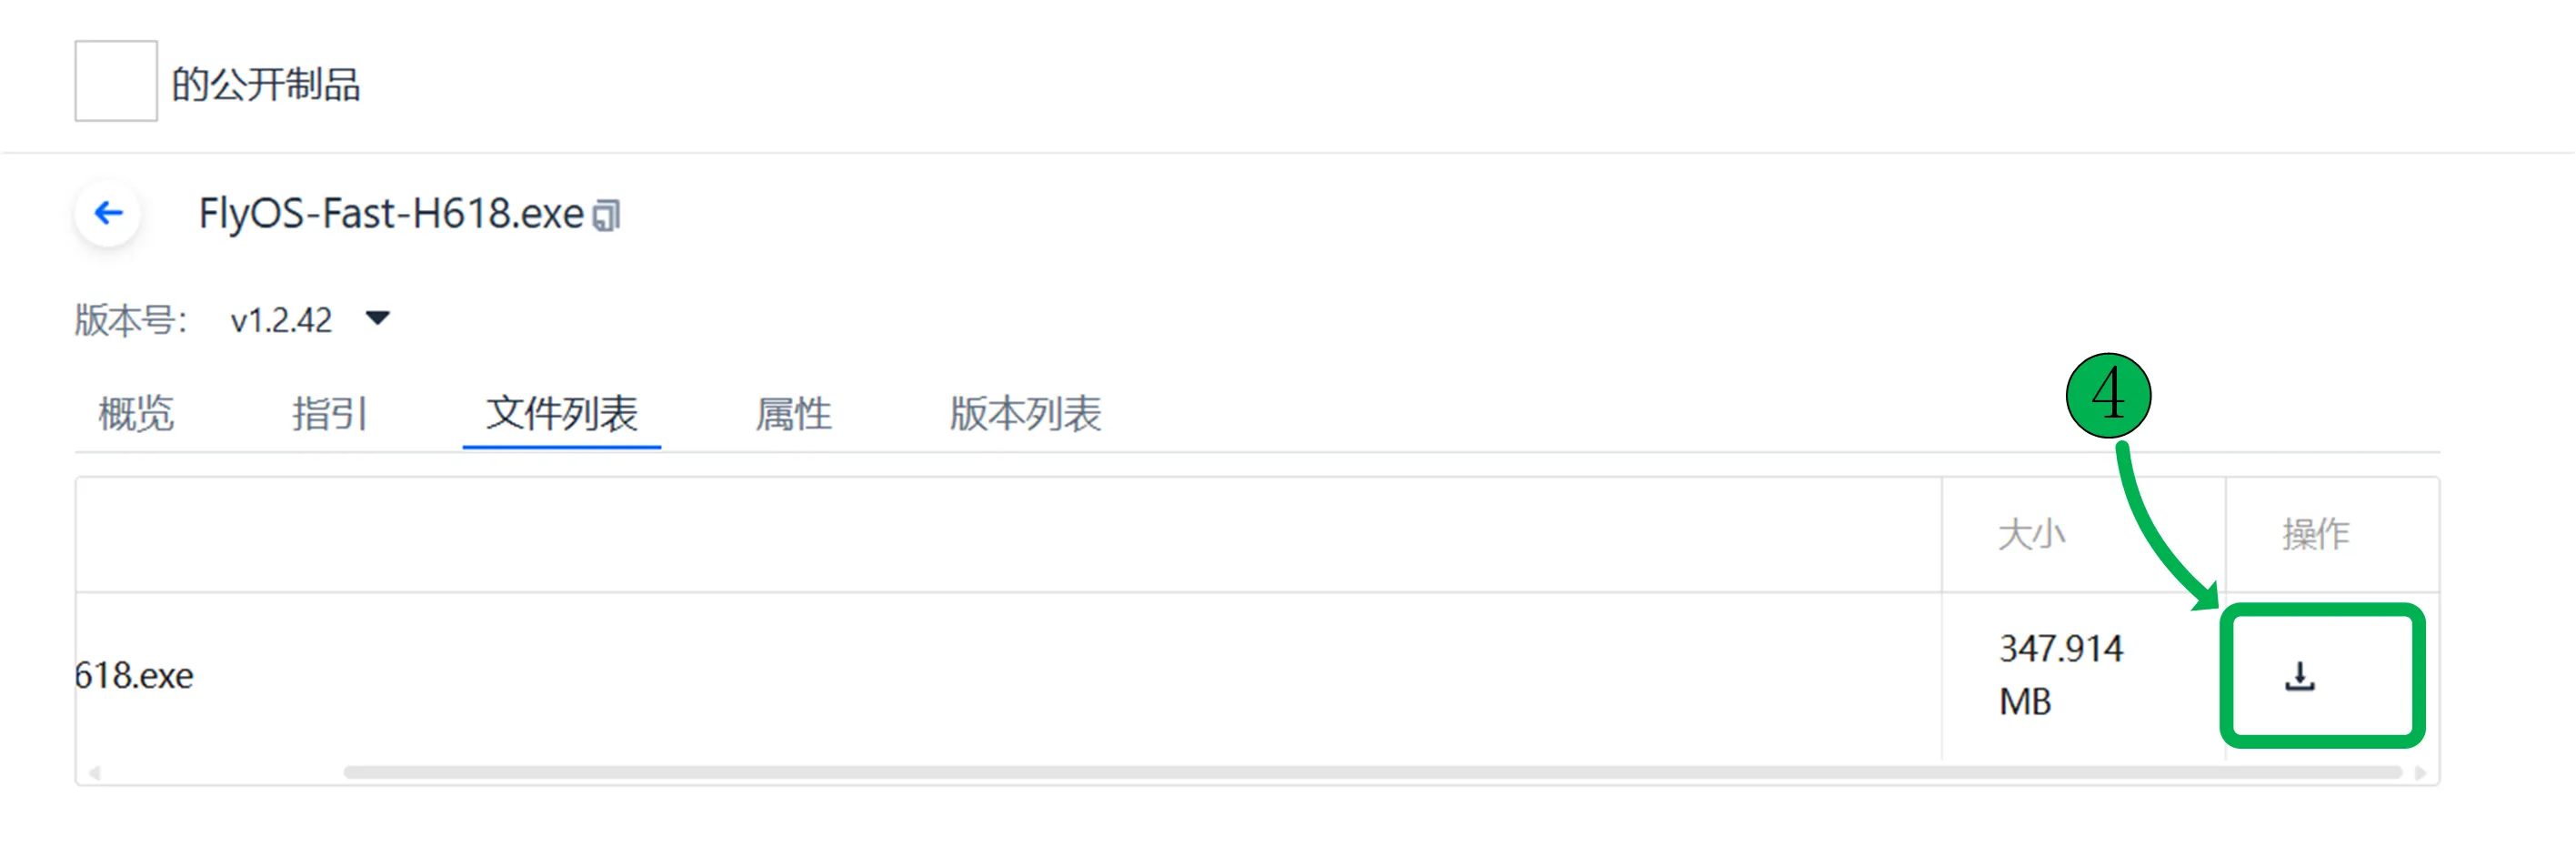 的公开制品
FlyOS-Fast-H618.exe
版本号： v1.2.42
概览 指引 文件列表 属性 版本列表
4
大小 操作
618.exe
347.914
MB